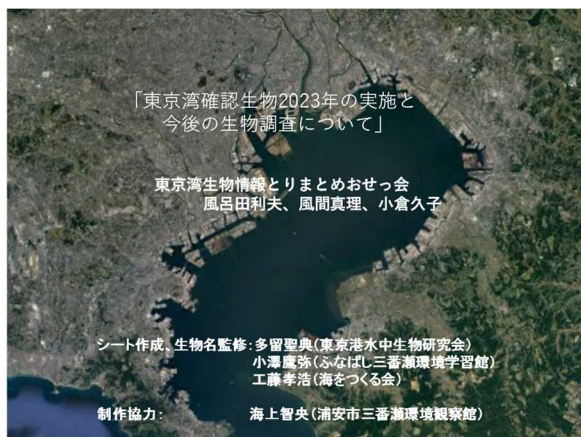 「東京湾確認生物2023年の実施と
今後の生物調査について」
東京湾生物情報とりまとめおせっ会
風呂田利夫、風間真理、小倉久子
シート作成、生物名監修:多留聖典(東京港水中生物研究会)
小澤鷹弥(ふなばし三番瀬環境学習館)
工藤孝浩(海をつくる会)
制作協力: 海上智央(浦安市三番瀬環境観察館)